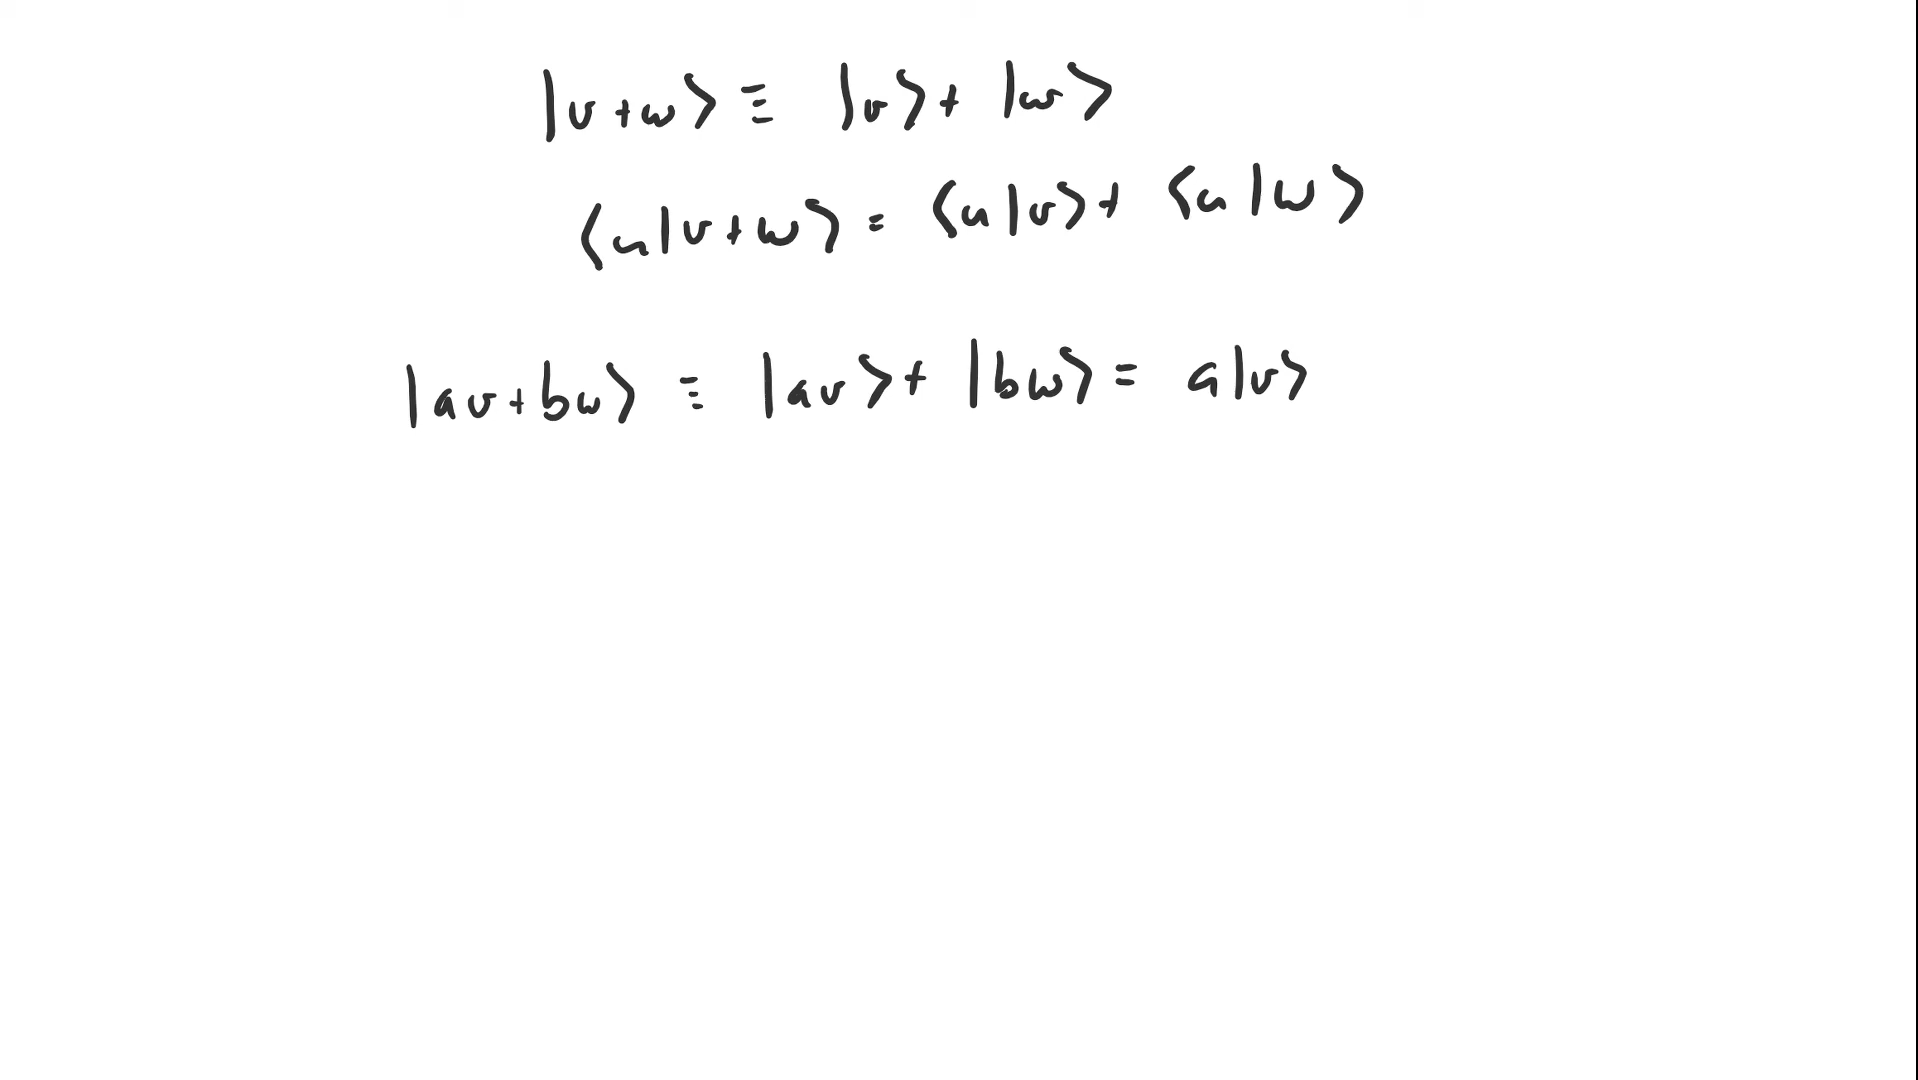 |v+w⟩ ≡ |v⟩ + |w⟩
⟨u|v+w⟩ = ⟨u|v⟩ + ⟨u|w⟩
|av+bw⟩ ≡ |av⟩ + |bw⟩ = a|v⟩